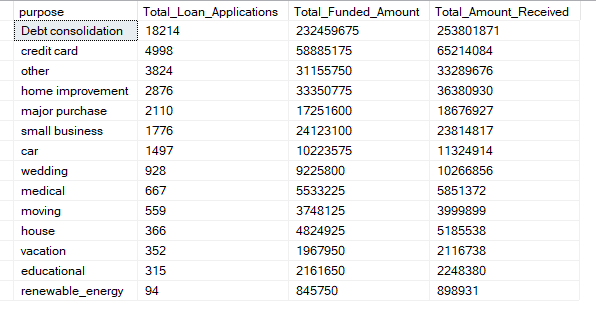 purpose Total_Loan_Applications Total_Funded_Amount Total_Amount_Received
Debt consolidation 18214 232459675 253801871
credit card 4998 58885175 65214084
other 3824 31155750 33289676
home improvement 2876 33350775 36380930
major purchase 2110 17251600 18676927
small business 1776 24123100 23814817
car 1497 10223575 11324914
wedding 928 9225800 10266856
medical 667 5533225 5851372
moving 559 3748125 3999899
house 366 4824925 5185538
vacation 352 1967950 2116738
educational 315 2161650 2248380
renewable_energy 94 845750 898931